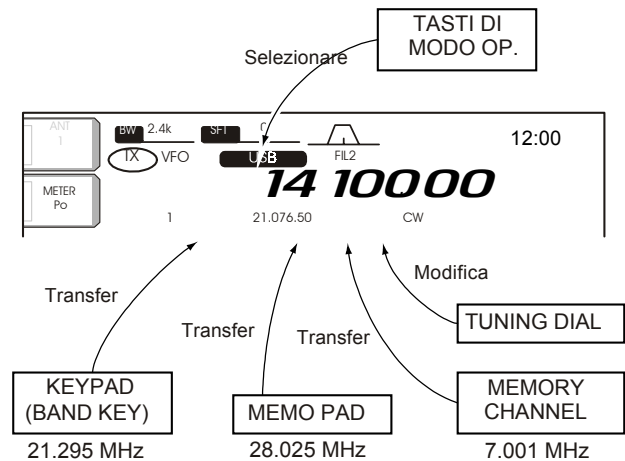 TASTI DI
MODO OP.
Selezionare
ANT
1
BW 2.4k SFT 0
12:00
TX VFO USB FIL2
14 100 00
METER
Po
1 21.076.50 CW
Modifica
Transfer
Transfer
Transfer
TUNING DIAL
KEYPAD
(BAND KEY)
MEMO PAD
MEMORY
CHANNEL
21.295 MHz 28.025 MHz 7.001 MHz